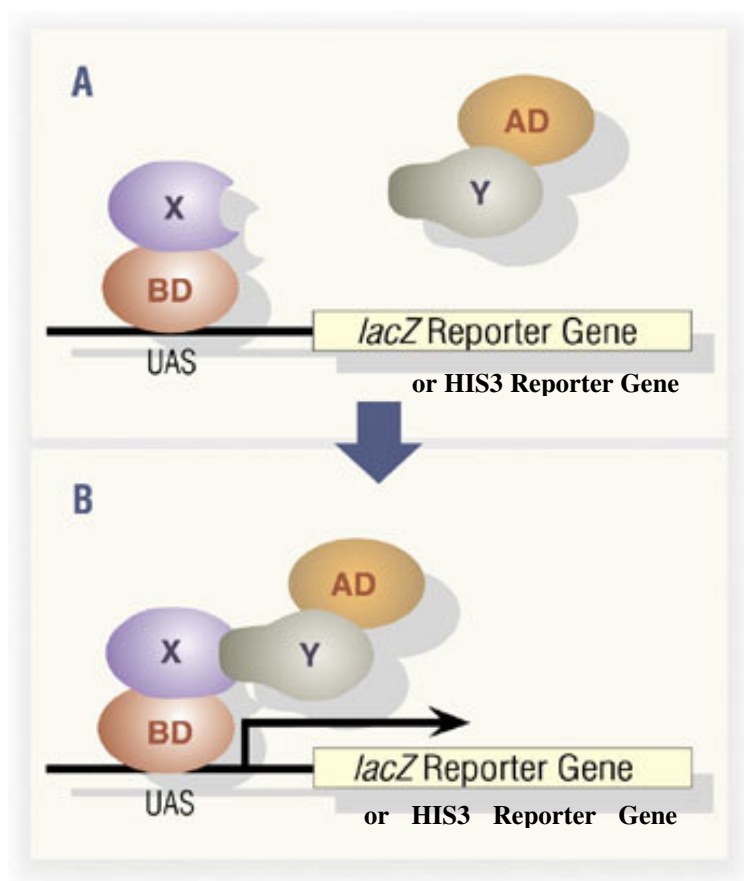 A
AD
X
Y
BD
lacZ Reporter Gene
UAS
or HIS3 Reporter Gene
B
AD
X
Y
BD
lacZ Reporter Gene
UAS
or HIS3 Reporter Gene